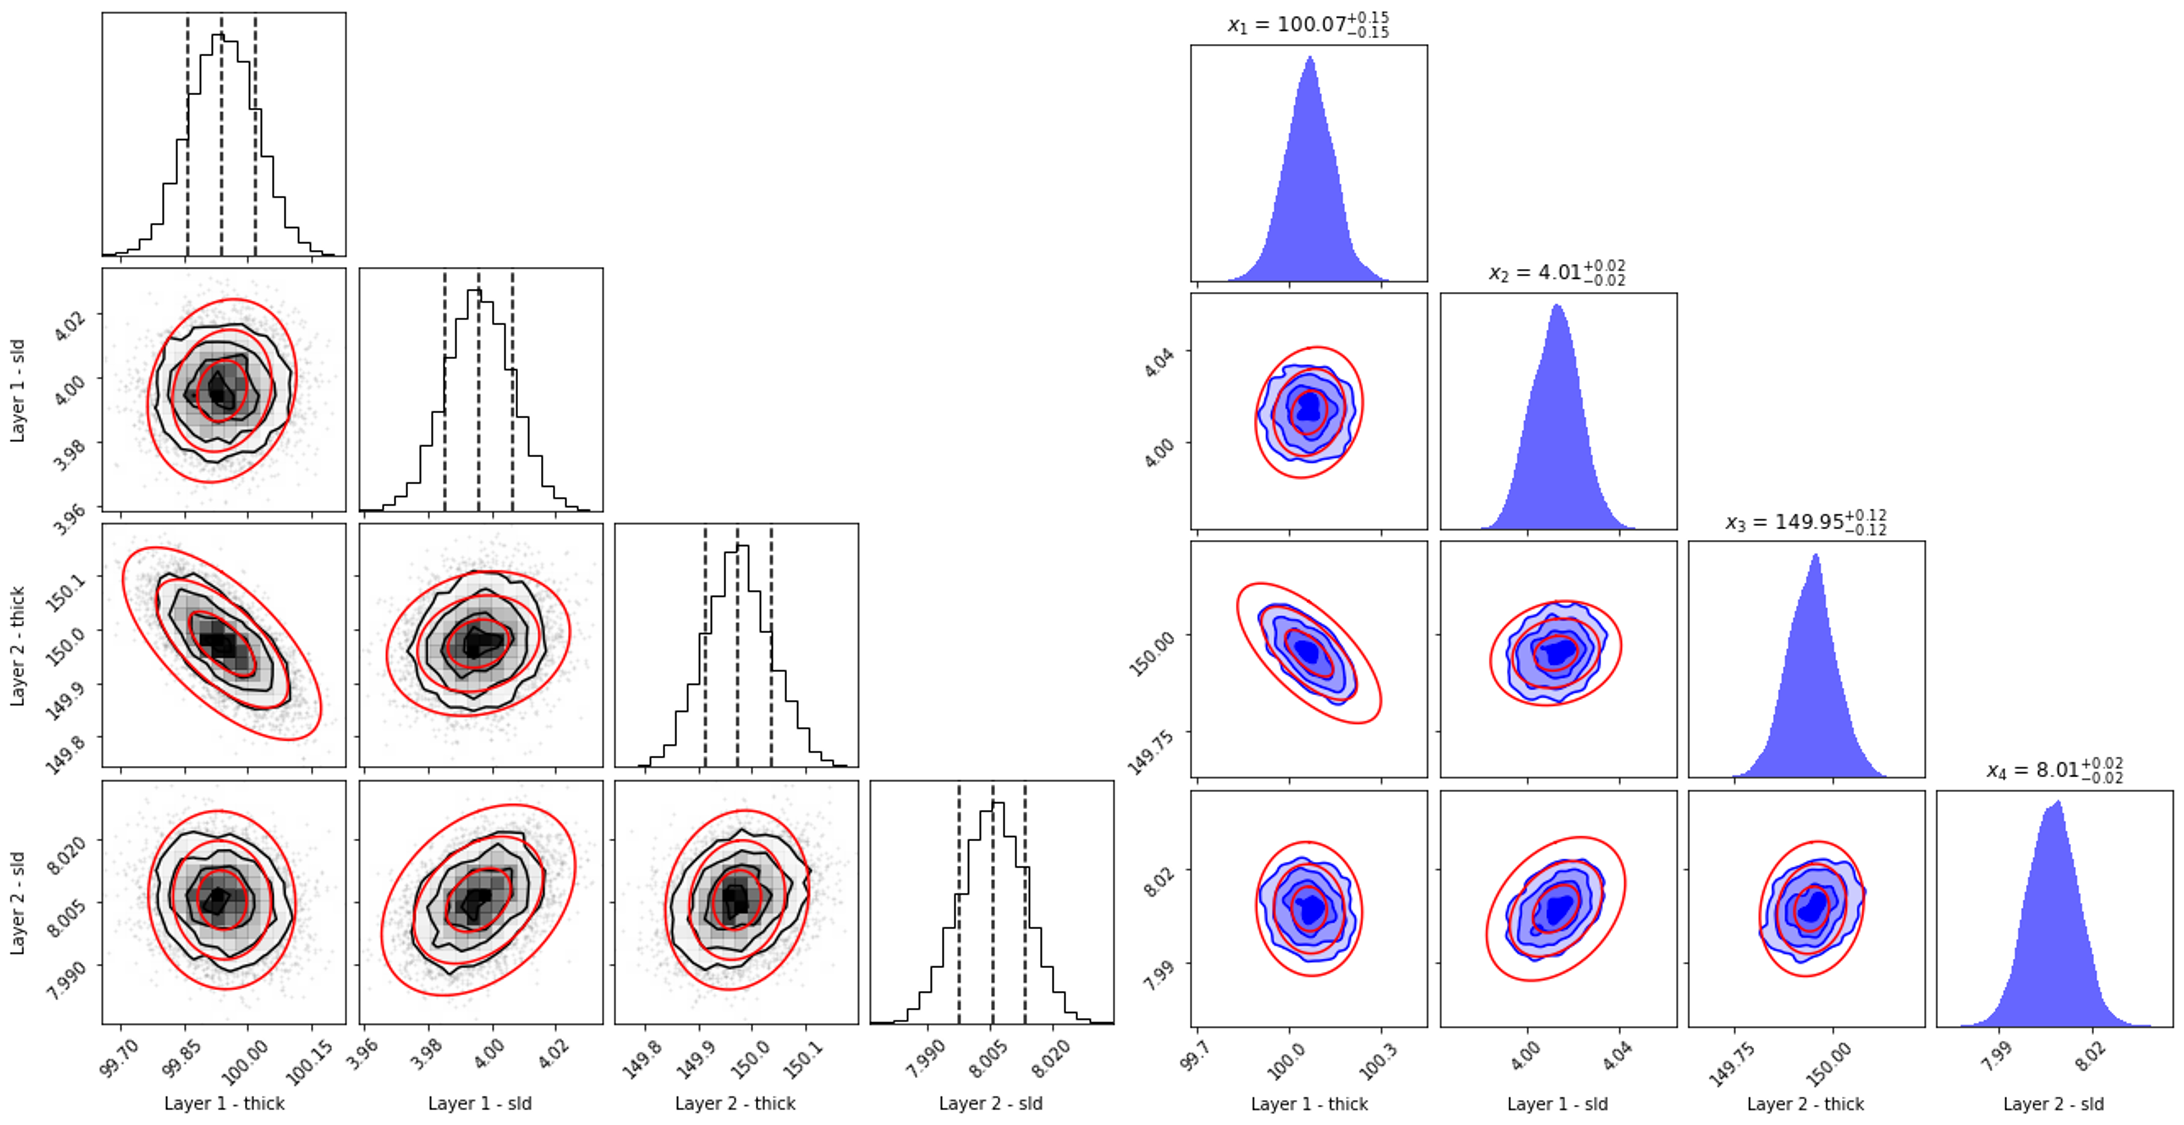 x₁ = 100.07+0.15−0.15
x₂ = 4.01+0.02−0.02
x₃ = 149.95+0.12−0.12
x₄ = 8.01+0.02−0.02
Layer 1 - sld
4.02
4.00
3.98
3.96
Layer 2 - thick
150.1
150.0
149.9
149.8
Layer 2 - sld
8.020
8.005
7.990
99.70 99.85 100.00 100.15
3.96 3.98 4.00 4.02
149.8 149.9 150.0 150.1
7.990 8.005 8.020
Layer 1 - thick
Layer 1 - sld
Layer 2 - thick
Layer 2 - sld
4.04
4.00
150.00
149.75
8.02
7.99
99.7 100.0 100.3
4.00 4.04
149.75 150.00
7.99 8.02
Layer 1 - thick
Layer 1 - sld
Layer 2 - thick
Layer 2 - sld